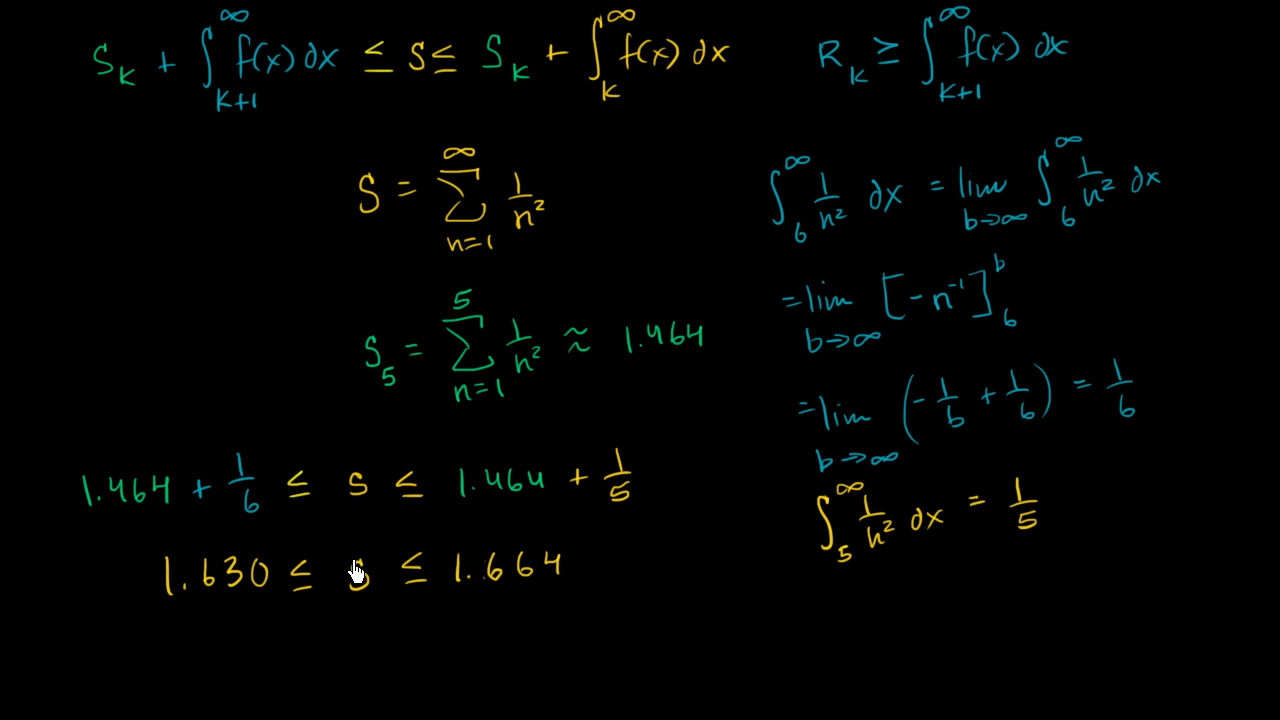 S_k + ∫_{k+1}^∞ f(x) dx ≤ S ≤ S_k + ∫_k^∞ f(x) dx
R_k ≥ ∫_{k+1}^∞ f(x) dx
S = ∑_{n=1}^∞ 1/n²
S_5 = ∑_{n=1}^5 1/n² ≈ 1.464
1.464 + 1/6 ≤ S ≤ 1.464 + 1/5
1.630 ≤ S ≤ 1.664
∫_6^∞ 1/n² dx = lim_{b→∞} ∫_6^∞ 1/n² dx
= lim_{b→∞} [-n⁻¹]_6^b
= lim_{b→∞} (-1/b + 1/6) = 1/6
∫_5^∞ 1/n² dx = 1/5